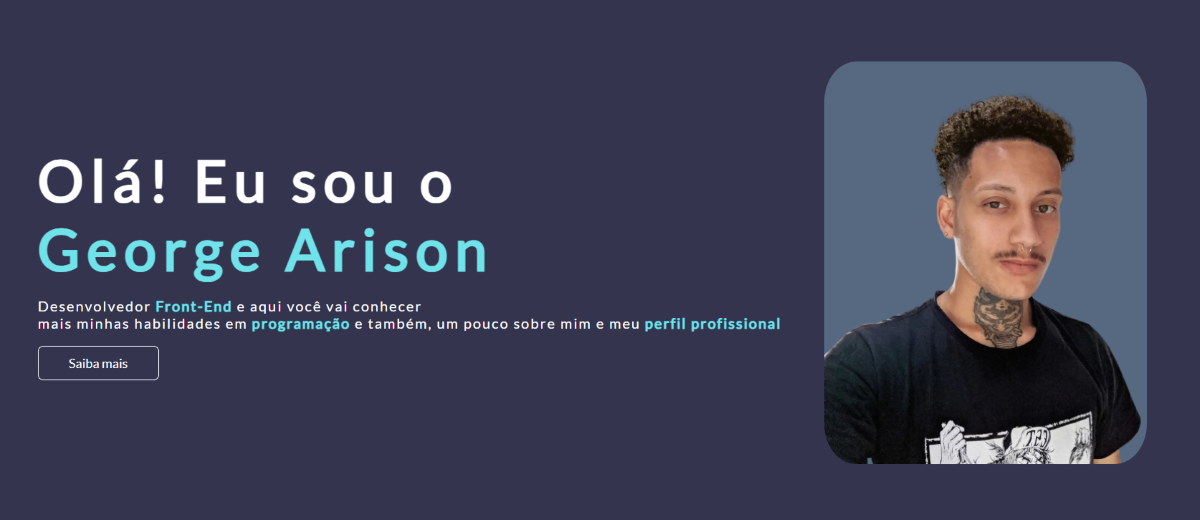 Olá! Eu sou o
George Arison
Desenvolvedor Front-End e aqui você vai conhecer
mais minhas habilidades em programação e também, um pouco sobre mim e meu perfil profissional
Saiba mais